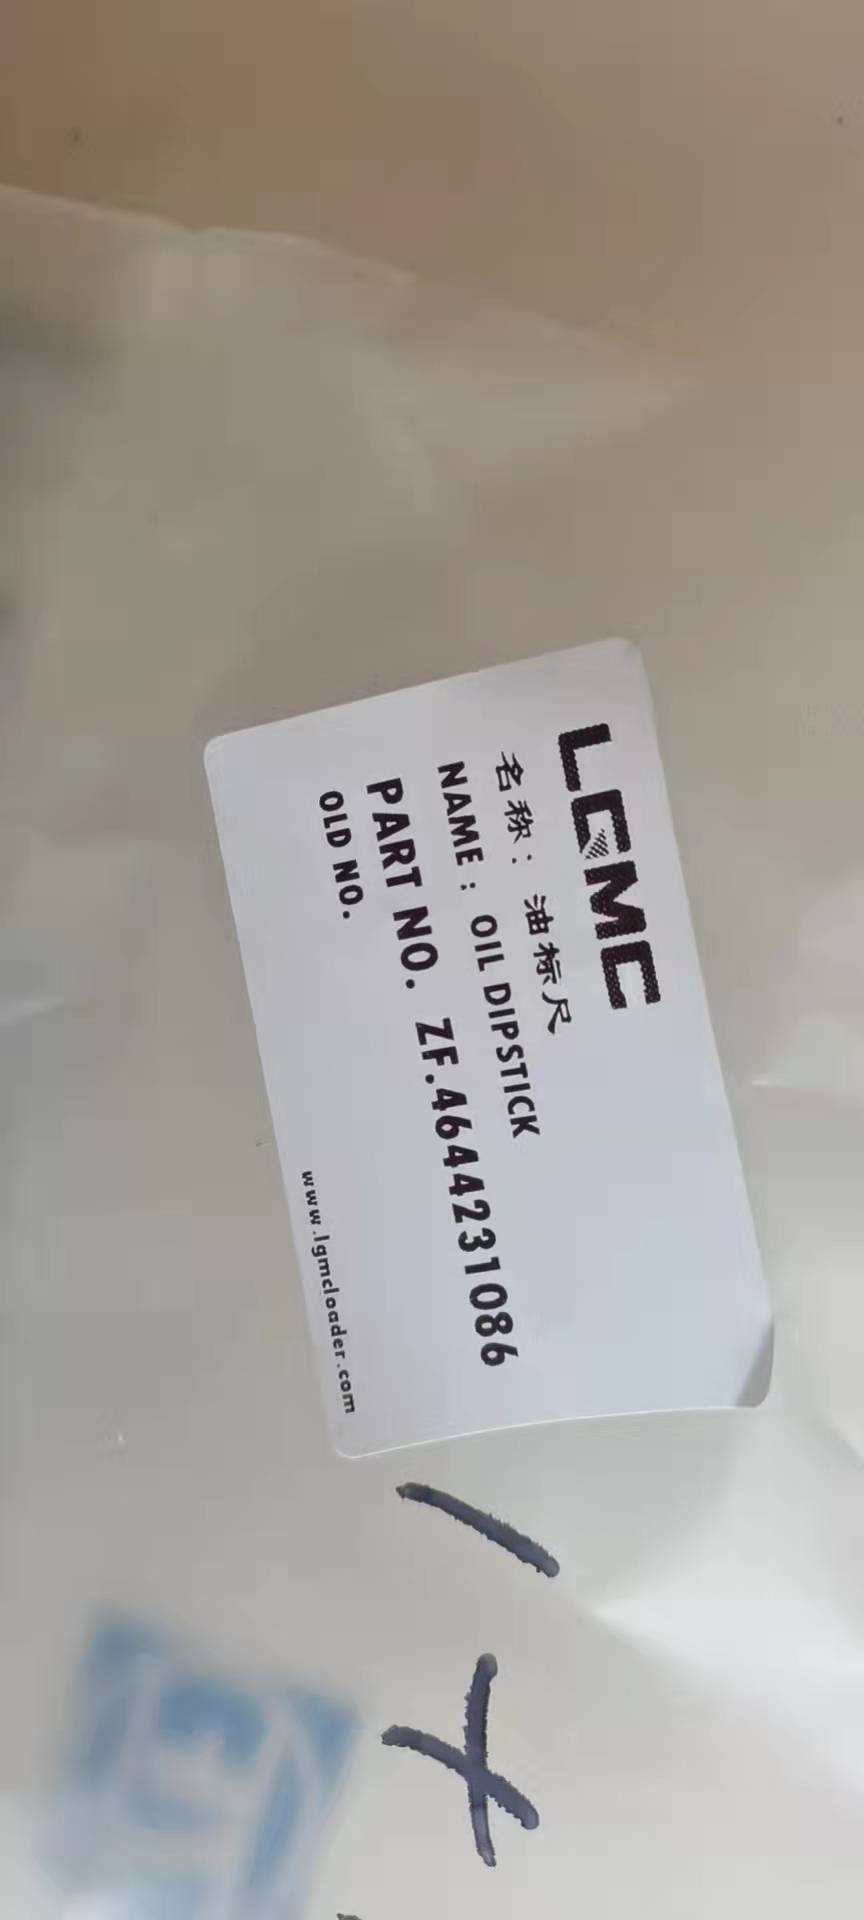 LGMC
名称：油标尺
NAME : OIL DIPSTICK
PART NO. ZF.4644231086
OLD NO.
www.lgmcloader.com